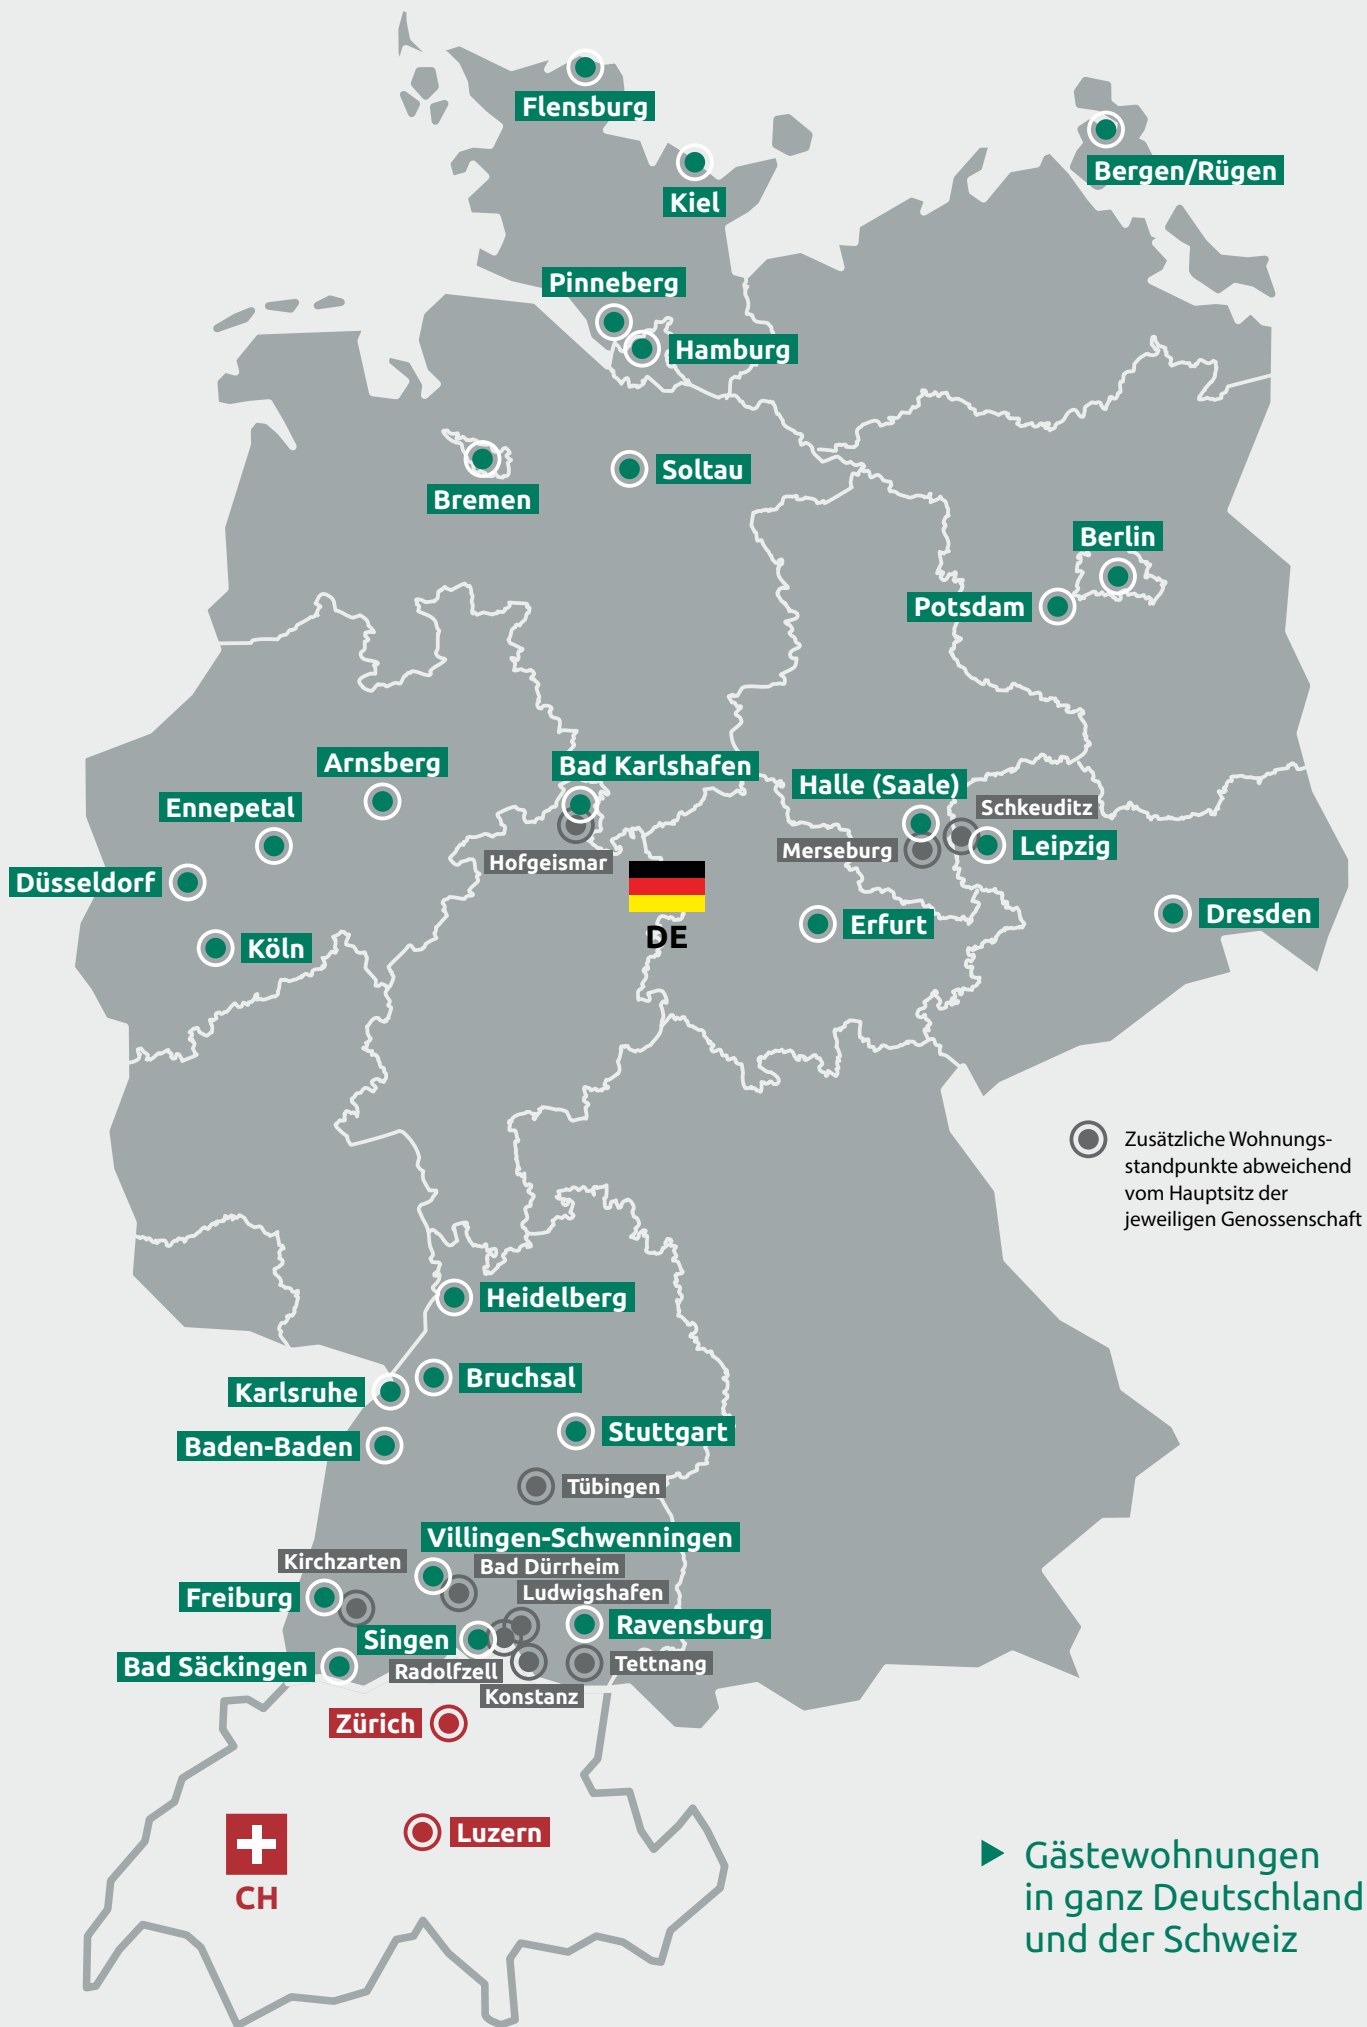 Flensburg
Bergen/Rügen
Kiel
Pinneberg
Hamburg
Soltau
Bremen
Berlin
Potsdam
Arnsberg
Bad Karlshafen
Halle (Saale)
Ennepetal
Schkeuditz
Leipzig
Merseburg
Hofgeismar
Düsseldorf
Dresden
Erfurt
DE
Köln
Zusätzliche Wohnungs-
standpunkte abweichend
vom Hauptsitz der
jeweiligen Genossenschaft
Heidelberg
Bruchsal
Karlsruhe
Stuttgart
Baden-Baden
Tübingen
Villingen-Schwenningen
Kirchzarten
Bad Dürrheim
Ludwigshafen
Freiburg
Ravensburg
Singen
Bad Säckingen
Radolfzell
Tettnang
Konstanz
Zürich
Luzern
CH
Gästewohnungen
in ganz Deutschland
und der Schweiz